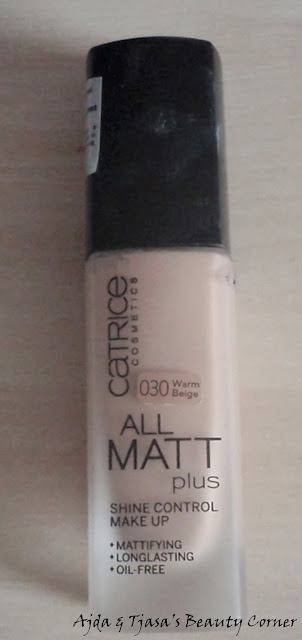 CATRICE
COSMETICS
030 Warm
Beige
ALL
MATT
plus
SHINE CONTROL
MAKE UP
• MATTIFYING
• LONGLASTING
• OIL-FREE
Ajda & Tjasa's Beauty Corner